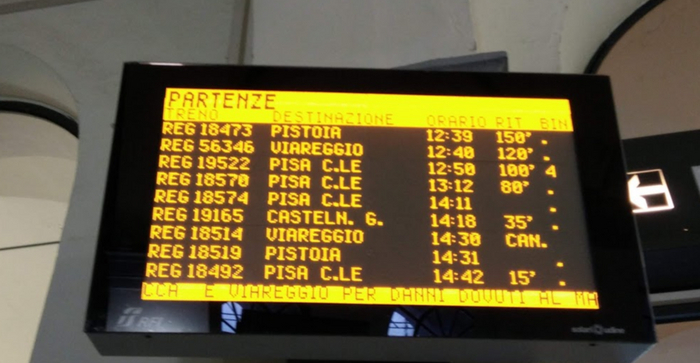 PARTENZE
TRENO DESTINAZIONE ORARIO RIT BIN
REG 18473 PISTOIA 12:39 150' .
REG 56346 VIAREGGIO 12:40 120' .
REG 19522 PISA C.LE 12:50 100' 4
REG 18570 PISA C.LE 13:12 80' .
REG 18574 PISA C.LE 14:11 .
REG 19165 CASTELN. G. 14:18 35' .
REG 18514 VIAREGGIO 14:30 CAN.
REG 18519 PISTOIA 14:31 .
REG 18492 PISA C.LE 14:42 15' .
CCA E VIAREGGIO PER DANNI DOVUTI AL MA
RFI